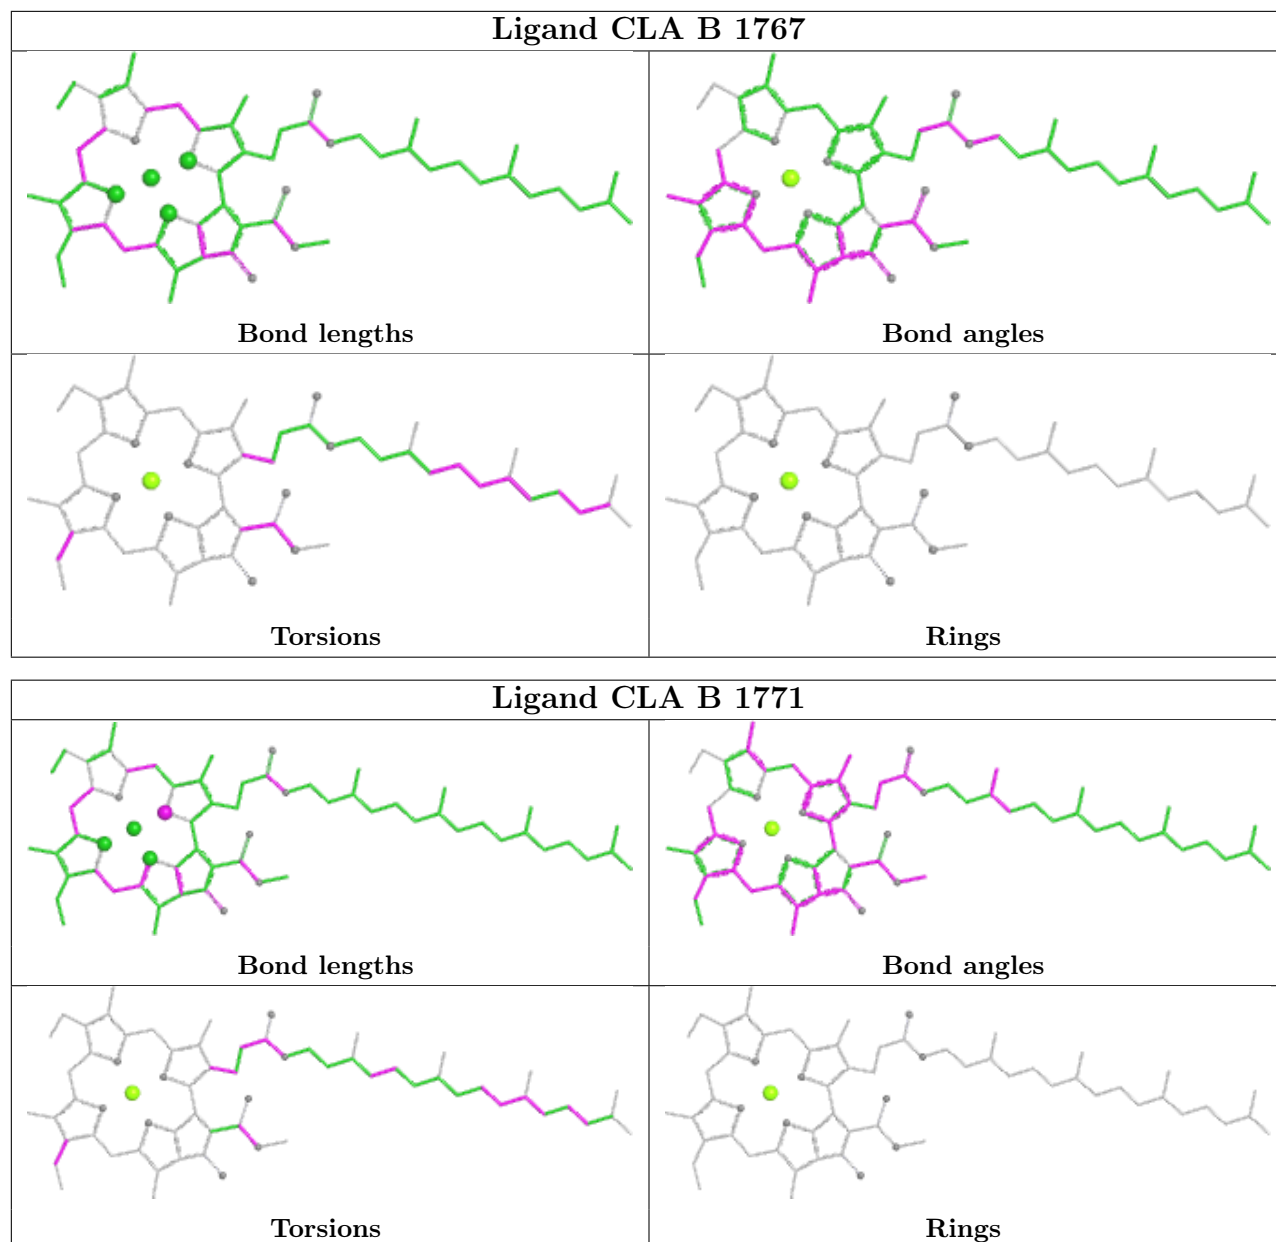 Ligand CLA B 1767
Bond lengths
Bond angles
Torsions
Rings
Ligand CLA B 1771
Bond lengths
Bond angles
Torsions
Rings